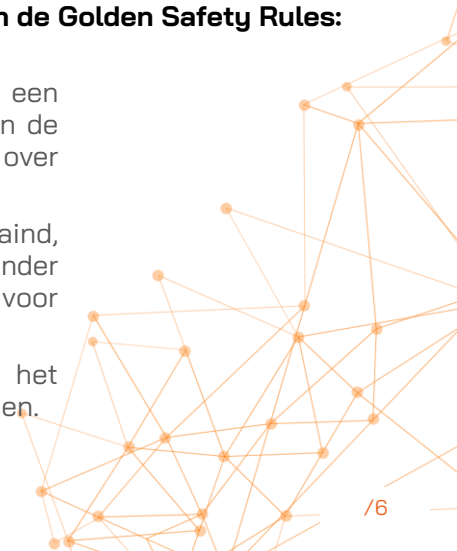 n de Golden Safety Rules:
een
n de
over
aind,
nder
voor
het
en.
/6